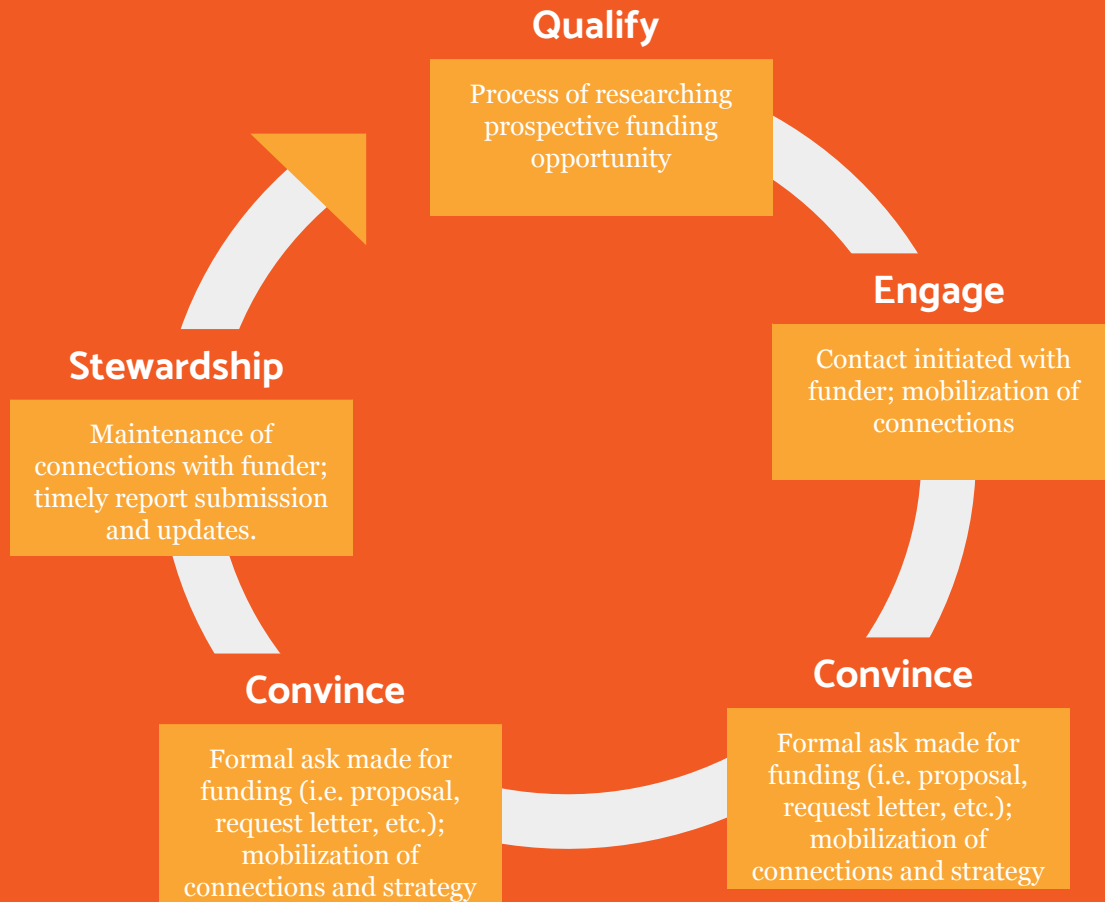 Qualify
Process of researching
prospective funding
opportunity
Engage
Contact initiated with
funder; mobilization of
connections
Convince
Formal ask made for
funding (i.e. proposal,
request letter, etc.);
mobilization of
connections and strategy
Convince
Formal ask made for
funding (i.e. proposal,
request letter, etc.);
mobilization of
connections and strategy
Stewardship
Maintenance of
connections with funder;
timely report submission
and updates.